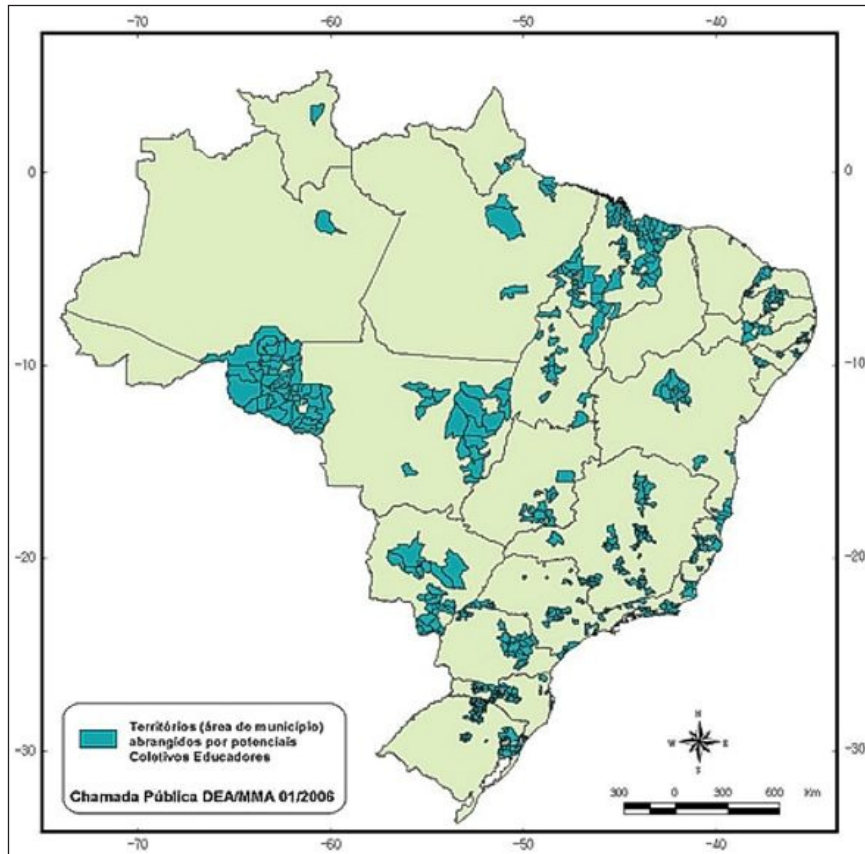 -70 -60 -50 -40
0 0
-10 -10
-20 -20
-30 -30
Territórios (área do município)
abrangidos por potenciais
Coletivos Educadores
Chamada Pública DEA/MMA 01/2006
N
W E
S
300 0 300 600 Km
-70 -60 -50 -40